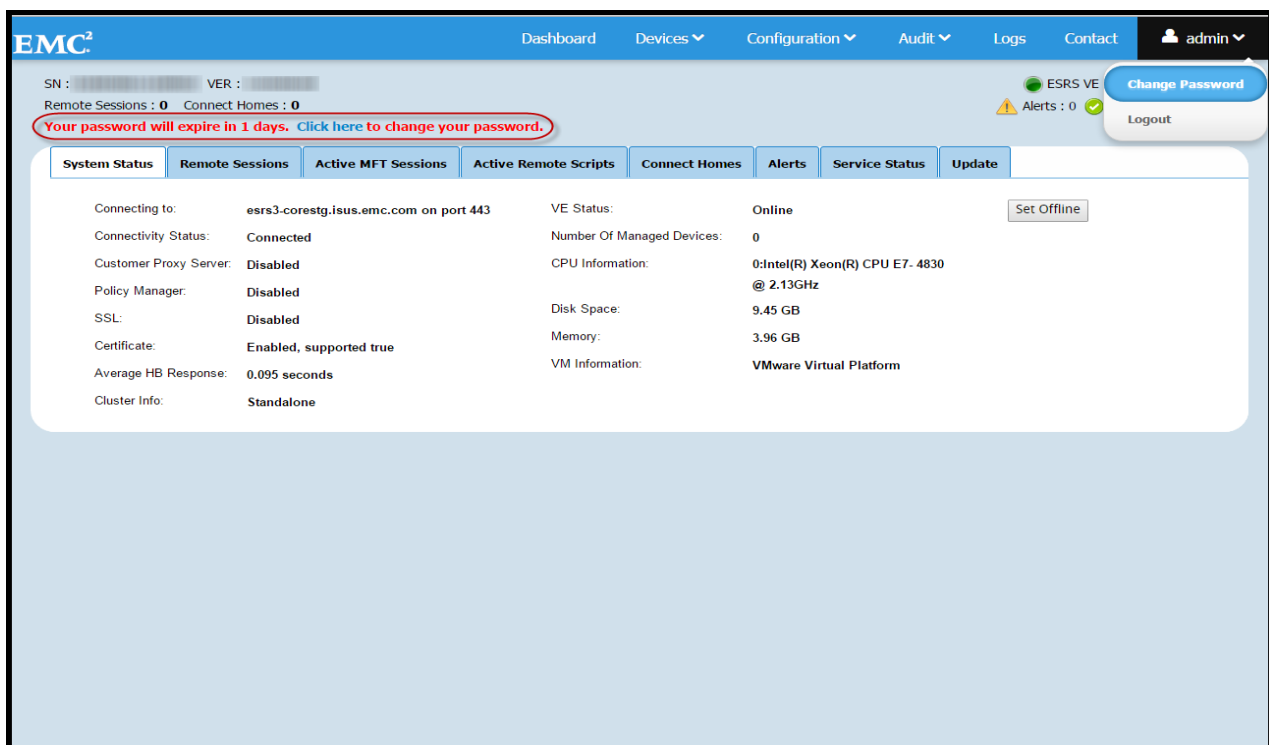 EMC²
Dashboard Devices Configuration Audit Logs Contact admin
SN : VER :
ESRS VE
Change Password
Remote Sessions : 0 Connect Homes : 0
Alerts : 0
Logout
Your password will expire in 1 days. Click here to change your password.
System Status Remote Sessions Active MFT Sessions Active Remote Scripts Connect Homes Alerts Service Status Update
Connecting to: esrs3-corestg.isus.emc.com on port 443
VE Status: Online
Set Offline
Connectivity Status: Connected
Number Of Managed Devices: 0
Customer Proxy Server: Disabled
CPU Information: 0:Intel(R) Xeon(R) CPU E7- 4830
@ 2.13GHz
Policy Manager: Disabled
Disk Space: 9.45 GB
SSL: Disabled
Memory: 3.96 GB
Certificate: Enabled, supported true
VM Information: VMware Virtual Platform
Average HB Response: 0.095 seconds
Cluster Info: Standalone